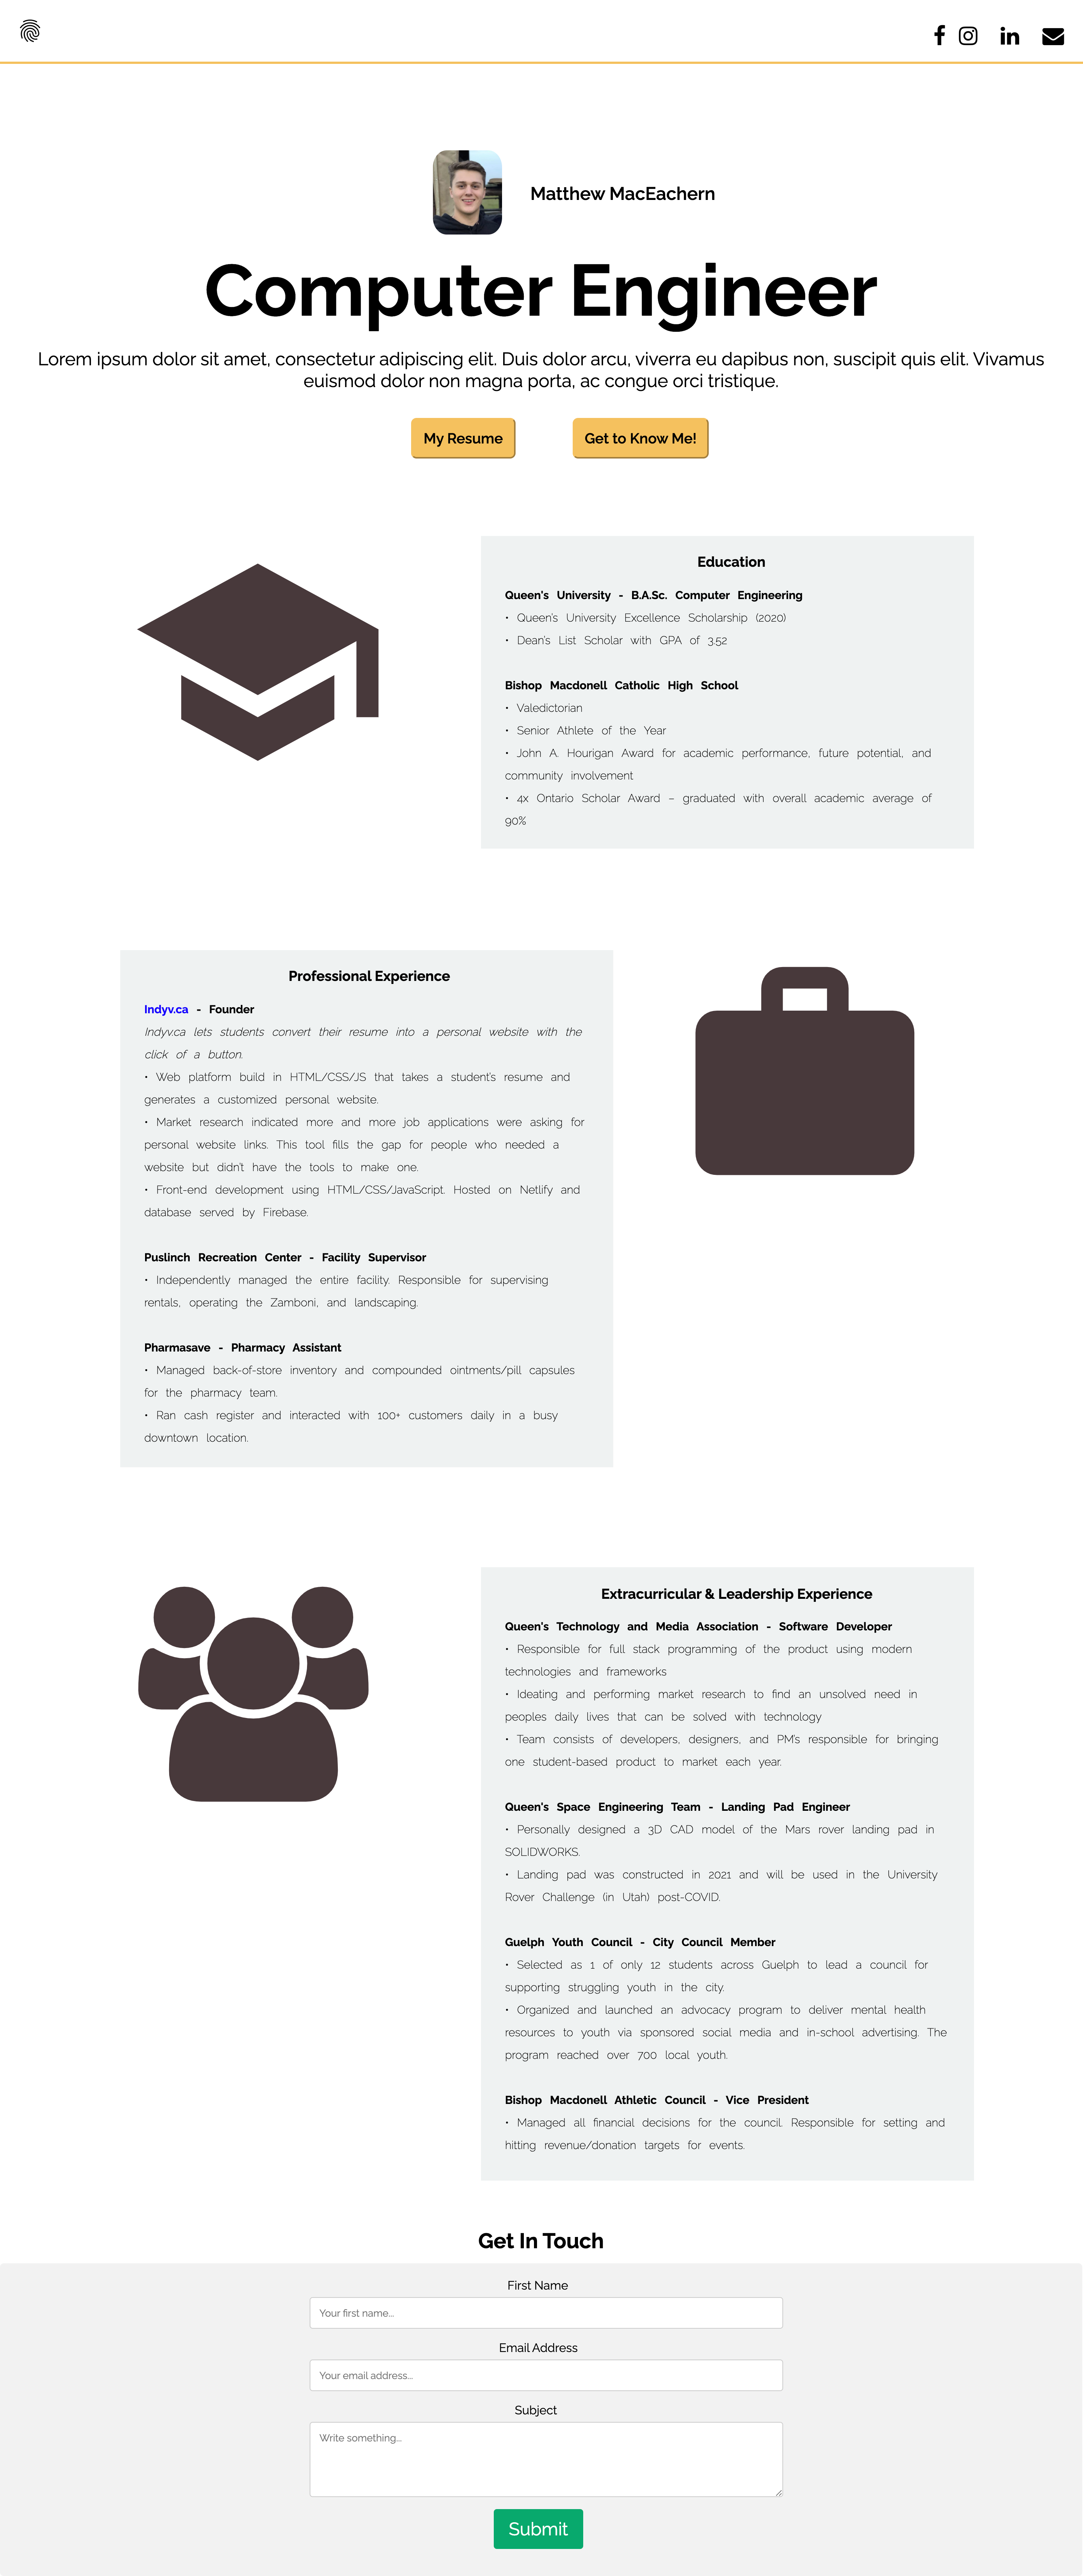 Matthew MacEachern
Computer Engineer
Lorem ipsum dolor sit amet, consectetur adipiscing elit. Duis dolor arcu, viverra eu dapibus non, suscipit quis elit. Vivamus
euismod dolor non magna porta, ac congue orci tristique.
My Resume
Get to Know Me!
Education
Queen's University - B.A.Sc. Computer Engineering
• Queen's University Excellence Scholarship (2020)
• Dean's List Scholar with GPA of 3.52
Bishop Macdonell Catholic High School
• Valedictorian
• Senior Athlete of the Year
• John A. Hourigan Award for academic performance, future potential, and
community involvement
• 4x Ontario Scholar Award – graduated with overall academic average of
90%
Professional Experience
Indyv.ca - Founder
Indyv.ca lets students convert their resume into a personal website with the
click of a button.
• Web platform build in HTML/CSS/JS that takes a student's resume and
generates a customized personal website.
• Market research indicated more and more job applications were asking for
personal website links. This tool fills the gap for people who needed a
website but didn't have the tools to make one.
• Front-end development using HTML/CSS/JavaScript. Hosted on Netlify and
database served by Firebase.
Puslinch Recreation Center - Facility Supervisor
• Independently managed the entire facility. Responsible for supervising
rentals, operating the Zamboni, and landscaping.
Pharmasave - Pharmacy Assistant
• Managed back-of-store inventory and compounded ointments/pill capsules
for the pharmacy team.
• Ran cash register and interacted with 100+ customers daily in a busy
downtown location.
Extracurricular & Leadership Experience
Queen's Technology and Media Association - Software Developer
• Responsible for full stack programming of the product using modern
technologies and frameworks
• Ideating and performing market research to find an unsolved need in
peoples daily lives that can be solved with technology
• Team consists of developers, designers, and PM's responsible for bringing
one student-based product to market each year.
Queen's Space Engineering Team - Landing Pad Engineer
• Personally designed a 3D CAD model of the Mars rover landing pad in
SOLIDWORKS.
• Landing pad was constructed in 2021 and will be used in the University
Rover Challenge (in Utah) post-COVID.
Guelph Youth Council - City Council Member
• Selected as 1 of only 12 students across Guelph to lead a council for
supporting struggling youth in the city.
• Organized and launched an advocacy program to deliver mental health
resources to youth via sponsored social media and in-school advertising. The
program reached over 700 local youth.
Bishop Macdonell Athletic Council - Vice President
• Managed all financial decisions for the council. Responsible for setting and
hitting revenue/donation targets for events.
Get In Touch
First Name
Your first name...
Email Address
Your email address...
Subject
Write something...
Submit